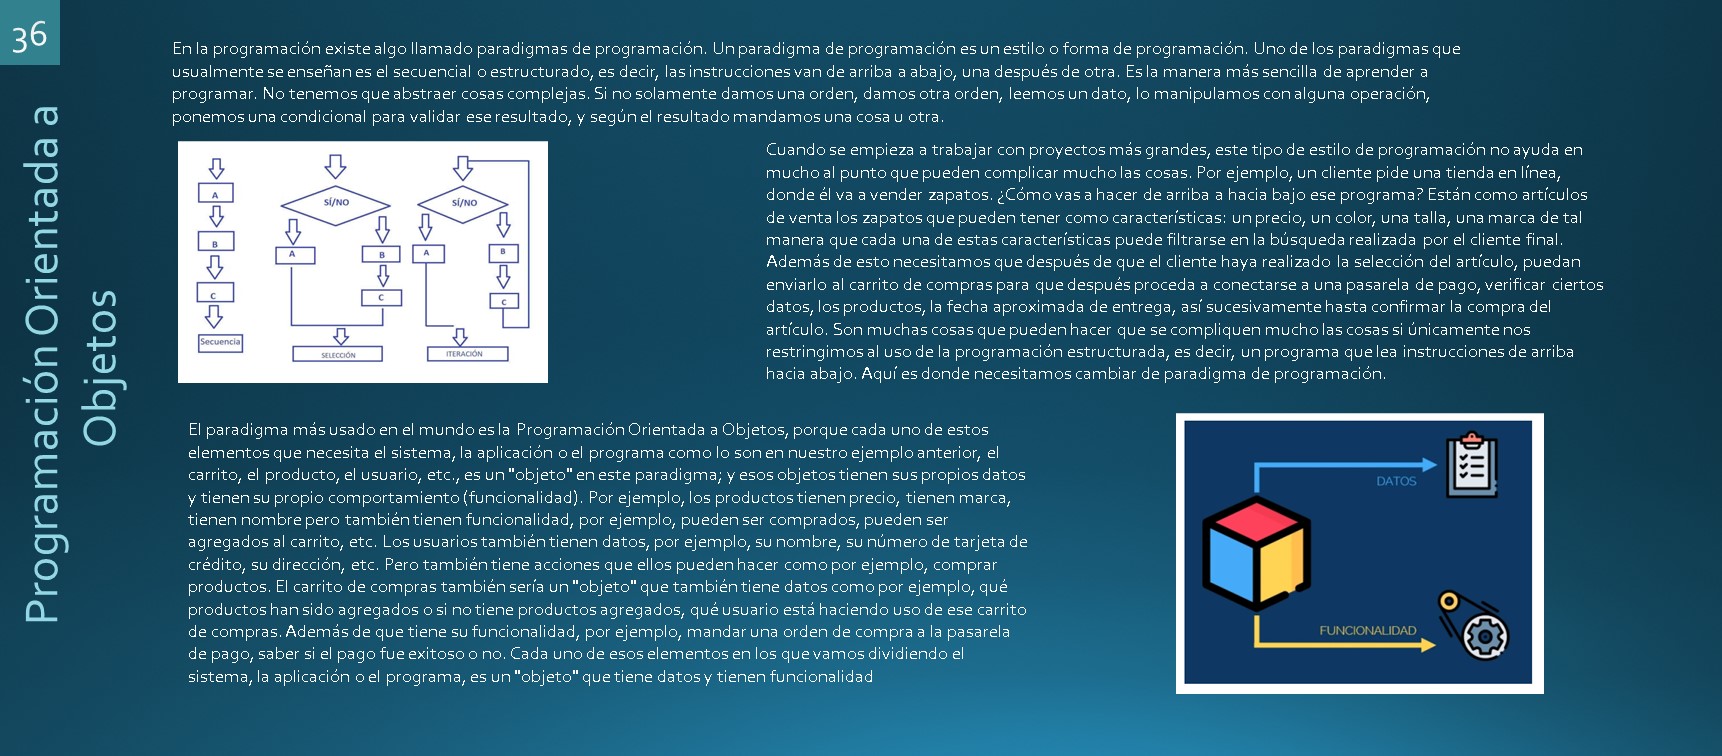 36
Programación Orientada a
Objetos
En la programación existe algo llamado paradigmas de programación. Un paradigma de programación es un estilo o forma de programación. Uno de los paradigmas que
usualmente se enseñan es el secuencial o estructurado, es decir, las instrucciones van de arriba a abajo, una después de otra. Es la manera más sencilla de aprender a
programar. No tenemos que abstraer cosas complejas. Si no solamente damos una orden, damos otra orden, leemos un dato, lo manipulamos con alguna operación,
ponemos una condicional para validar ese resultado, y según el resultado mandamos una cosa u otra.
A
B
C
Secuencia
SÍ/NO
A
B
C
SELECCIÓN
SÍ/NO
A
B
C
ITERACIÓN
Cuando se empieza a trabajar con proyectos más grandes, este tipo de estilo de programación no ayuda en
mucho al punto que pueden complicar mucho las cosas. Por ejemplo, un cliente pide una tienda en línea,
donde él va a vender zapatos. ¿Cómo vas a hacer de arriba a hacia bajo ese programa? Están como artículos
de venta los zapatos que pueden tener como características: un precio, un color, una talla, una marca de tal
manera que cada una de estas características puede filtrarse en la búsqueda realizada por el cliente final.
Además de esto necesitamos que después de que el cliente haya realizado la selección del artículo, puedan
enviarlo al carrito de compras para que después proceda a conectarse a una pasarela de pago, verificar ciertos
datos, los productos, la fecha aproximada de entrega, así sucesivamente hasta confirmar la compra del
artículo. Son muchas cosas que pueden hacer que se compliquen mucho las cosas si únicamente nos
restringimos al uso de la programación estructurada, es decir, un programa que lea instrucciones de arriba
hacia abajo. Aquí es donde necesitamos cambiar de paradigma de programación.
El paradigma más usado en el mundo es la Programación Orientada a Objetos, porque cada uno de estos
elementos que necesita el sistema, la aplicación o el programa como lo son en nuestro ejemplo anterior, el
carrito, el producto, el usuario, etc., es un "objeto" en este paradigma; y esos objetos tienen sus propios datos
y tienen su propio comportamiento (funcionalidad). Por ejemplo, los productos tienen precio, tienen marca,
tienen nombre pero también tienen funcionalidad, por ejemplo, pueden ser comprados, pueden ser
agregados al carrito, etc. Los usuarios también tienen datos, por ejemplo, su nombre, su número de tarjeta de
crédito, su dirección, etc. Pero también tiene acciones que ellos pueden hacer como por ejemplo, comprar
productos. El carrito de compras también sería un "objeto" que también tiene datos como por ejemplo, qué
productos han sido agregados o si no tiene productos agregados, qué usuario está haciendo uso de ese carrito
de compras. Además de que tiene su funcionalidad, por ejemplo, mandar una orden de compra a la pasarela
de pago, saber si el pago fue exitoso o no. Cada uno de esos elementos en los que vamos dividiendo el
sistema, la aplicación o el programa, es un "objeto" que tiene datos y tienen funcionalidad
DATOS
FUNCIONALIDAD